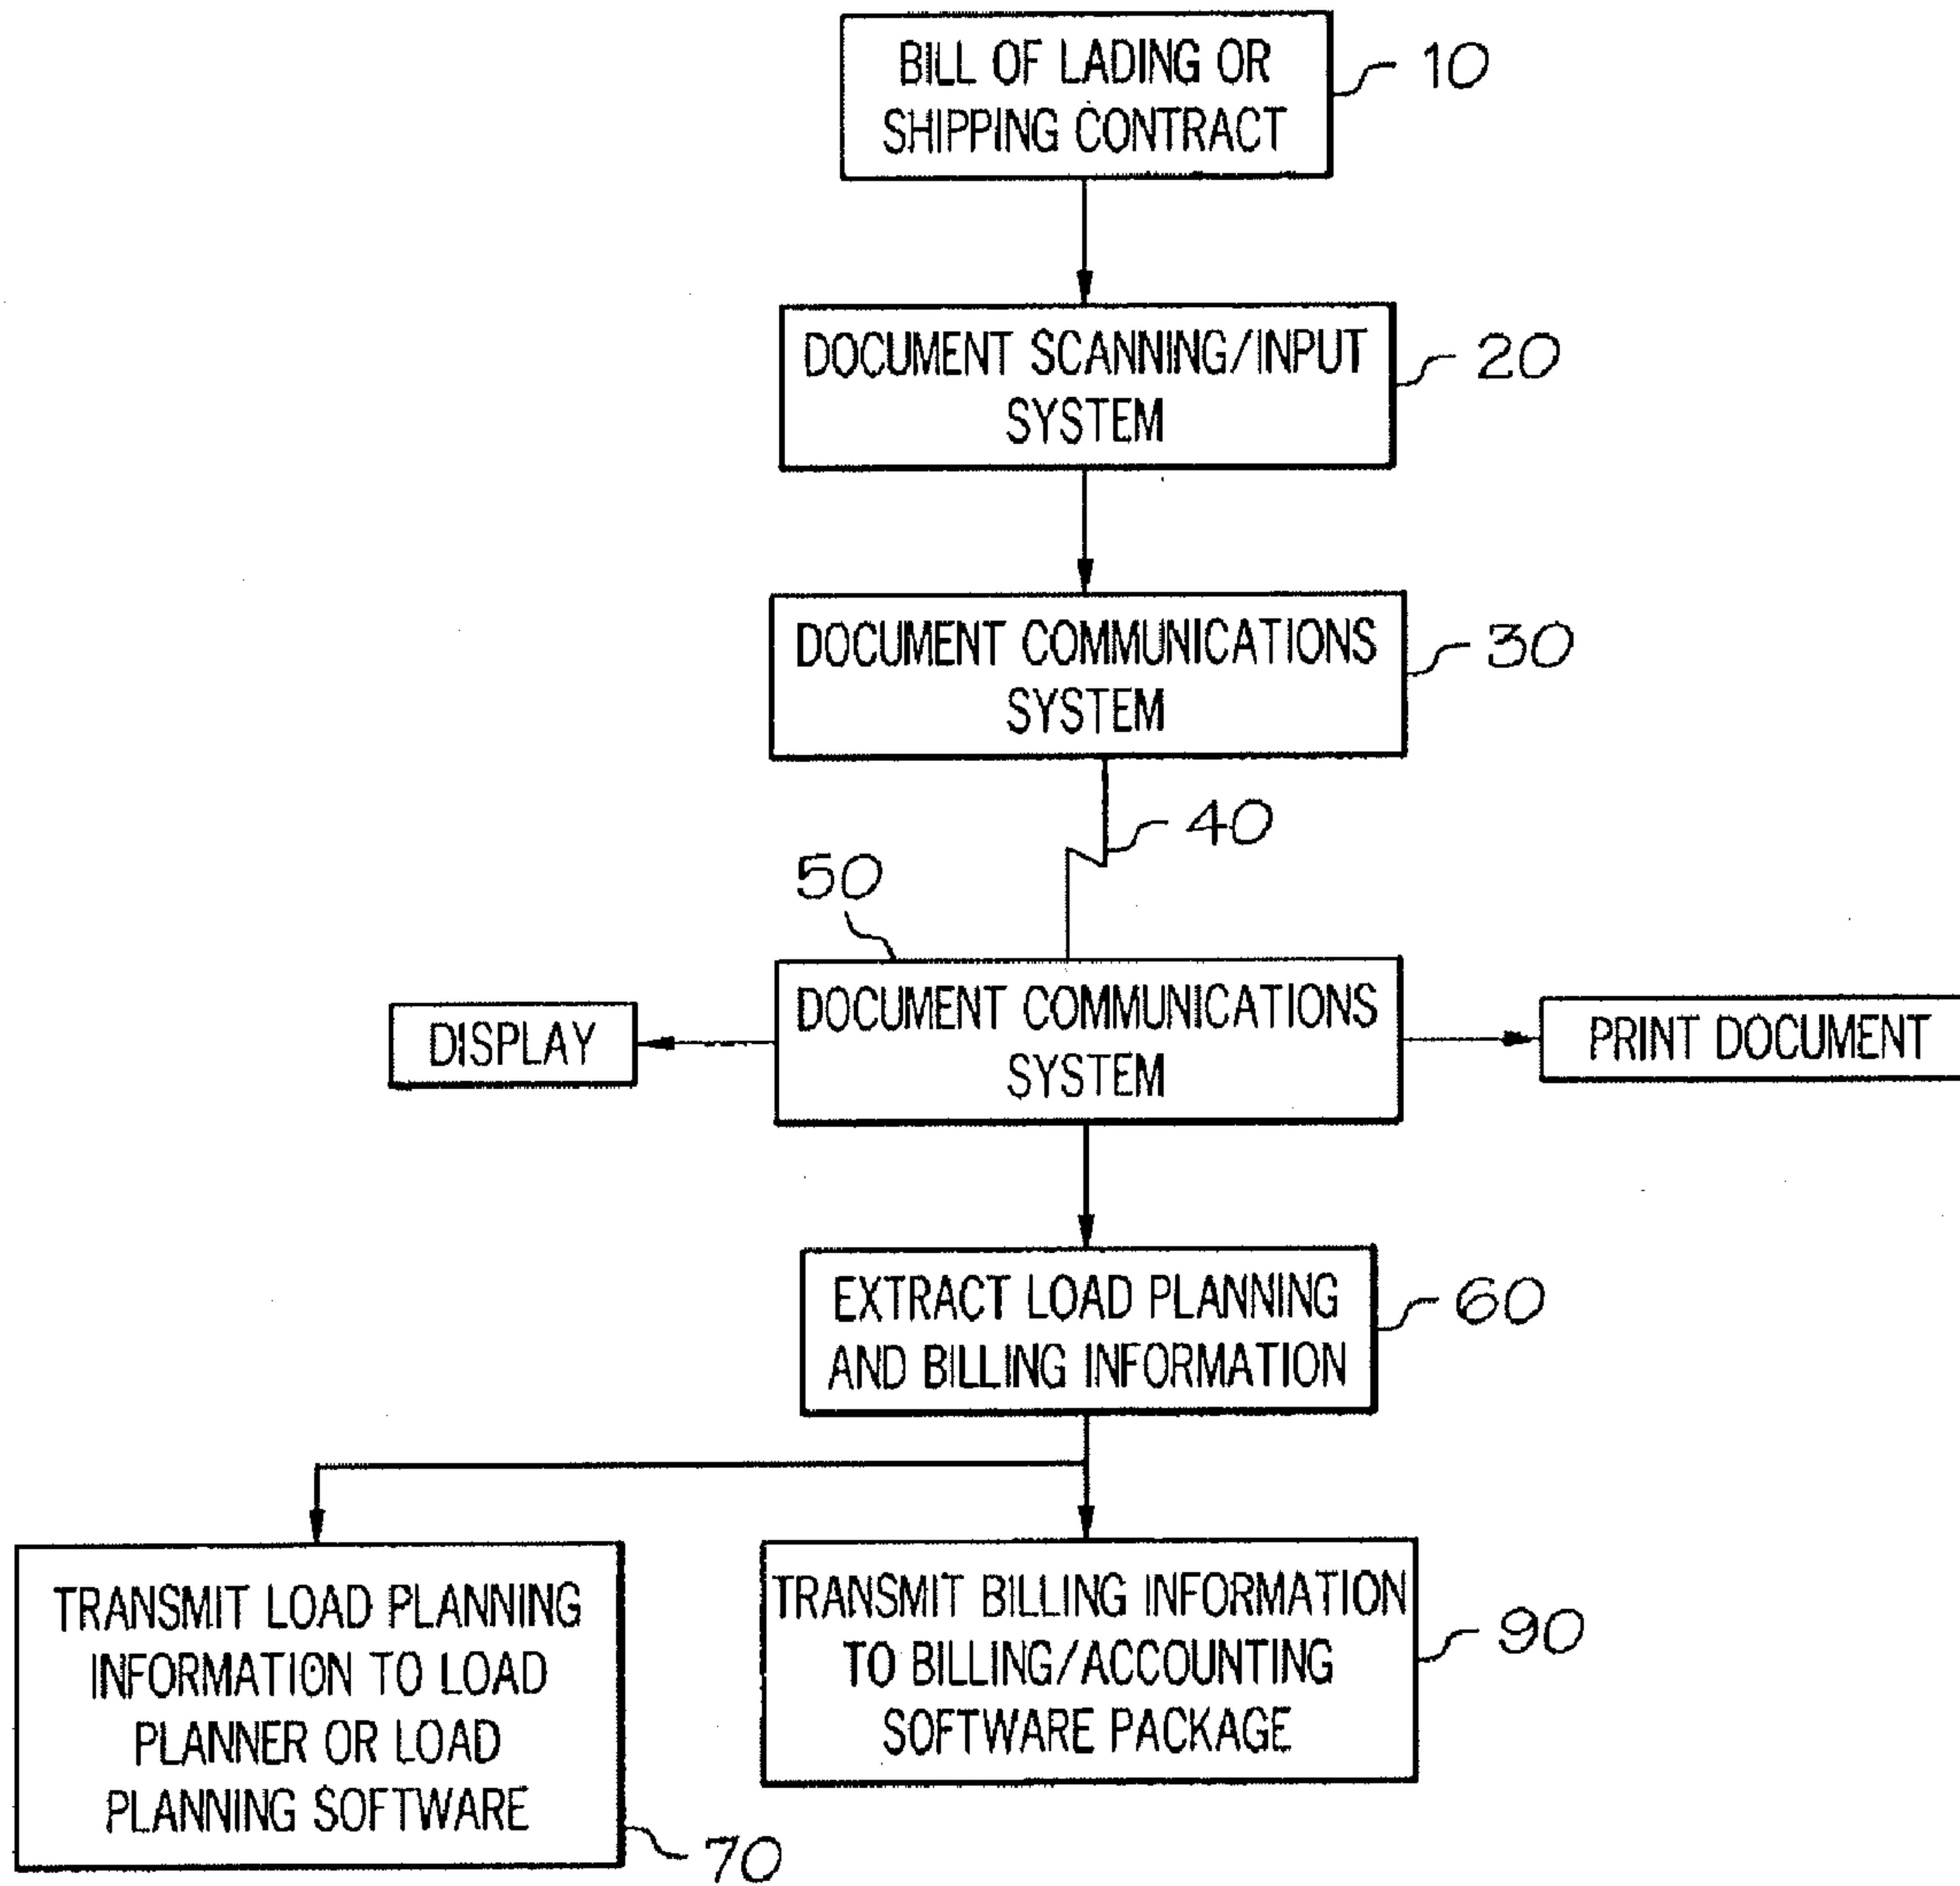 BILL OF LADING OR
SHIPPING CONTRACT
10
DOCUMENT SCANNING/INPUT
SYSTEM
20
DOCUMENT COMMUNICATIONS
SYSTEM
30
40
50
DOCUMENT COMMUNICATIONS
SYSTEM
DISPLAY
PRINT DOCUMENT
EXTRACT LOAD PLANNING
AND BILLING INFORMATION
60
TRANSMIT LOAD PLANNING
INFORMATION TO LOAD
PLANNER OR LOAD
PLANNING SOFTWARE
70
TRANSMIT BILLING INFORMATION
TO BILLING/ACCOUNTING
SOFTWARE PACKAGE
90